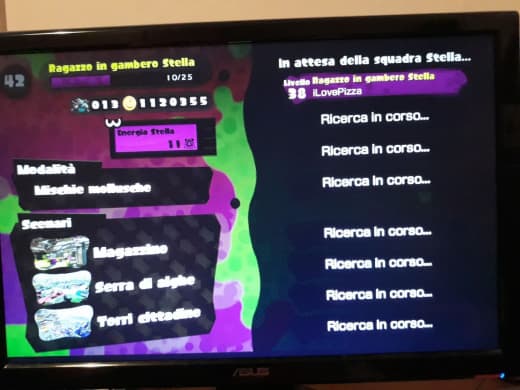 42
Ragazzo in gambero Stella
10/25
013 1120355
Energia Stella
11
Modalità
Mischie mollusche
Scenari
Magazzino
Serra di alghe
Torri cittadine
In attesa della squadra Stella...
Livello Ragazzo in gambero Stella
38 iLovePizza
Ricerca in corso...
Ricerca in corso...
Ricerca in corso...
Ricerca in corso...
Ricerca in corso...
Ricerca in corso...
Ricerca in corso...
ASUS